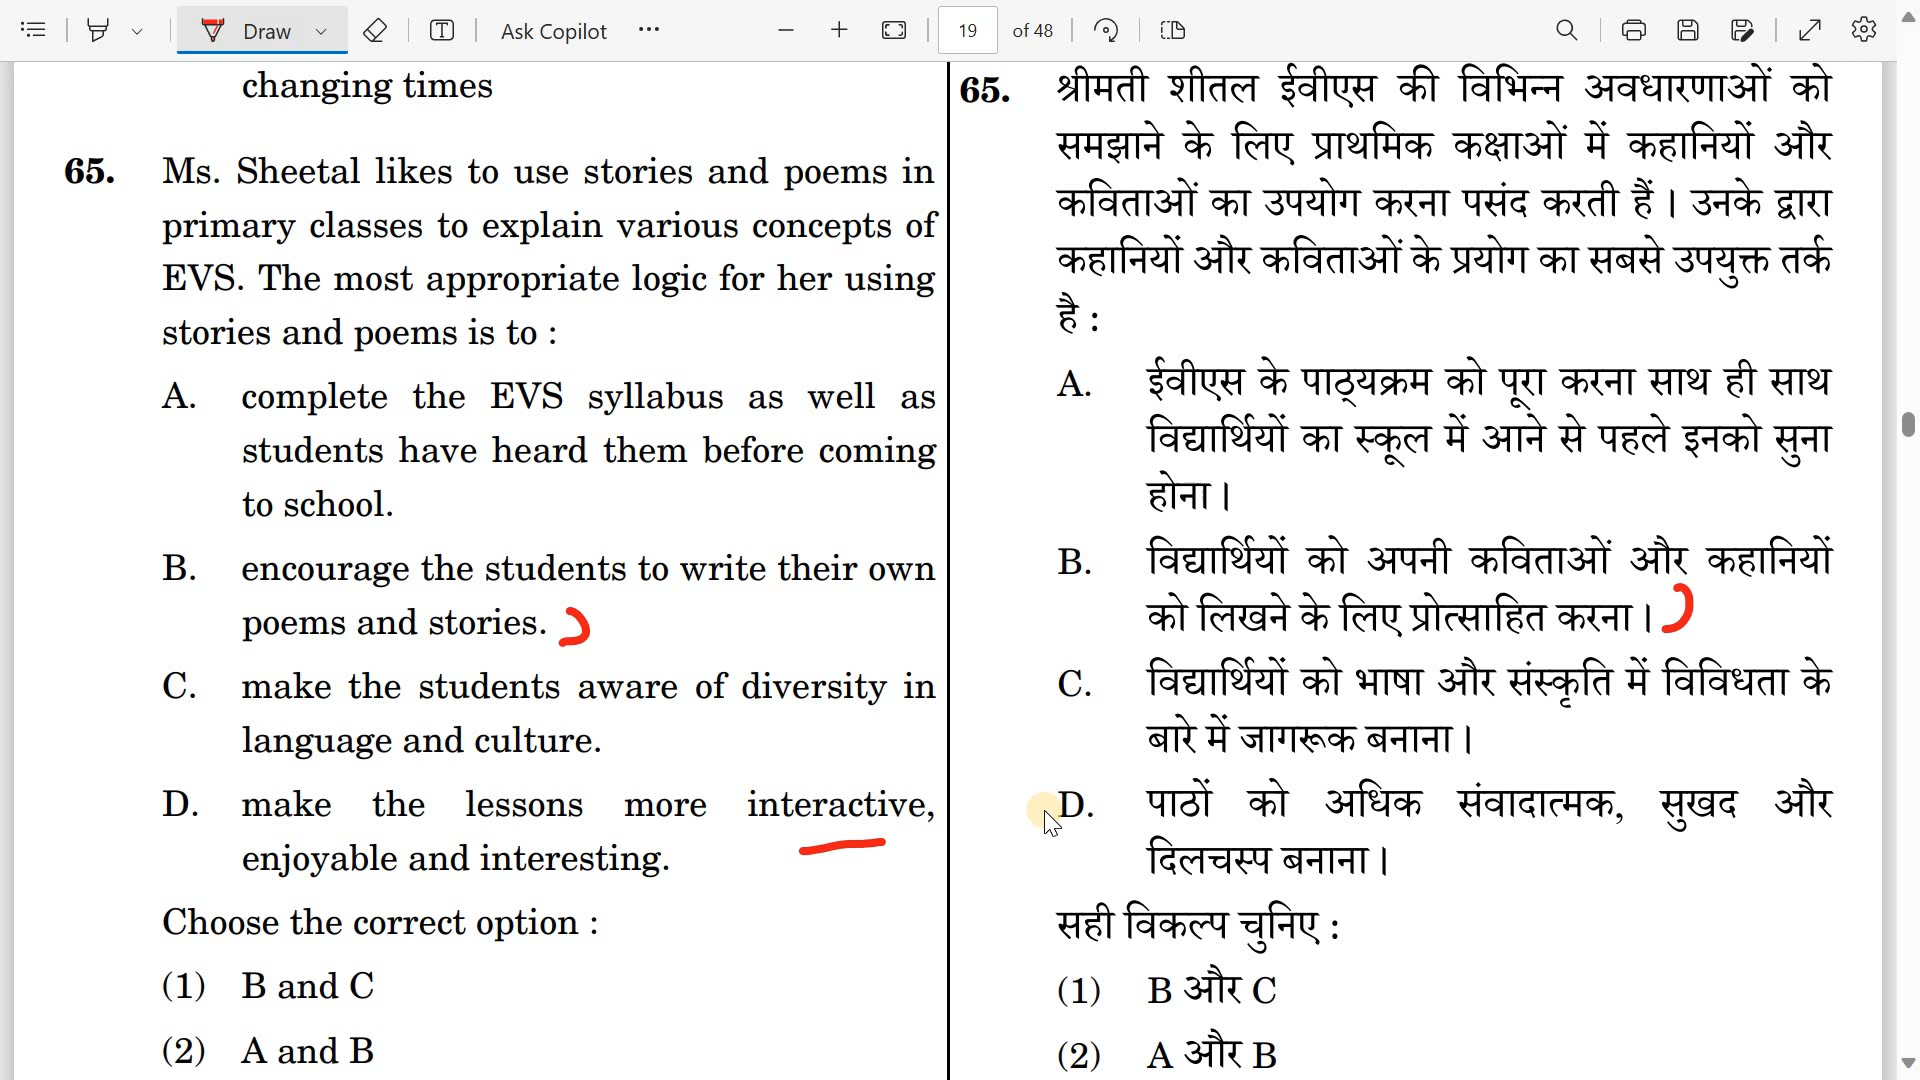 Draw
Ask Copilot
19 of 48
changing times
65. Ms. Sheetal likes to use stories and poems in
primary classes to explain various concepts of
EVS. The most appropriate logic for her using
stories and poems is to :
A. complete the EVS syllabus as well as
students have heard them before coming
to school.
B. encourage the students to write their own
poems and stories.
C. make the students aware of diversity in
language and culture.
D. make the lessons more interactive,
enjoyable and interesting.
Choose the correct option :
(1) B and C
(2) A and B
65. श्रीमती शीतल ईवीएस की विभिन्न अवधारणाओं को
समझाने के लिए प्राथमिक कक्षाओं में कहानियों और
कविताओं का उपयोग करना पसंद करती हैं । उनके द्वारा
कहानियों और कविताओं के प्रयोग का सबसे उपयुक्त तर्क
है :
A. ईवीएस के पाठ्यक्रम को पूरा करना साथ ही साथ
विद्यार्थियों का स्कूल में आने से पहले इनको सुना
होना ।
B. विद्यार्थियों को अपनी कविताओं और कहानियों
को लिखने के लिए प्रोत्साहित करना ।
C. विद्यार्थियों को भाषा और संस्कृति में विविधता के
बारे में जागरूक बनाना ।
D. पाठों को अधिक संवादात्मक, सुखद और
दिलचस्प बनाना ।
सही विकल्प चुनिए :
(1) B और C
(2) A और B